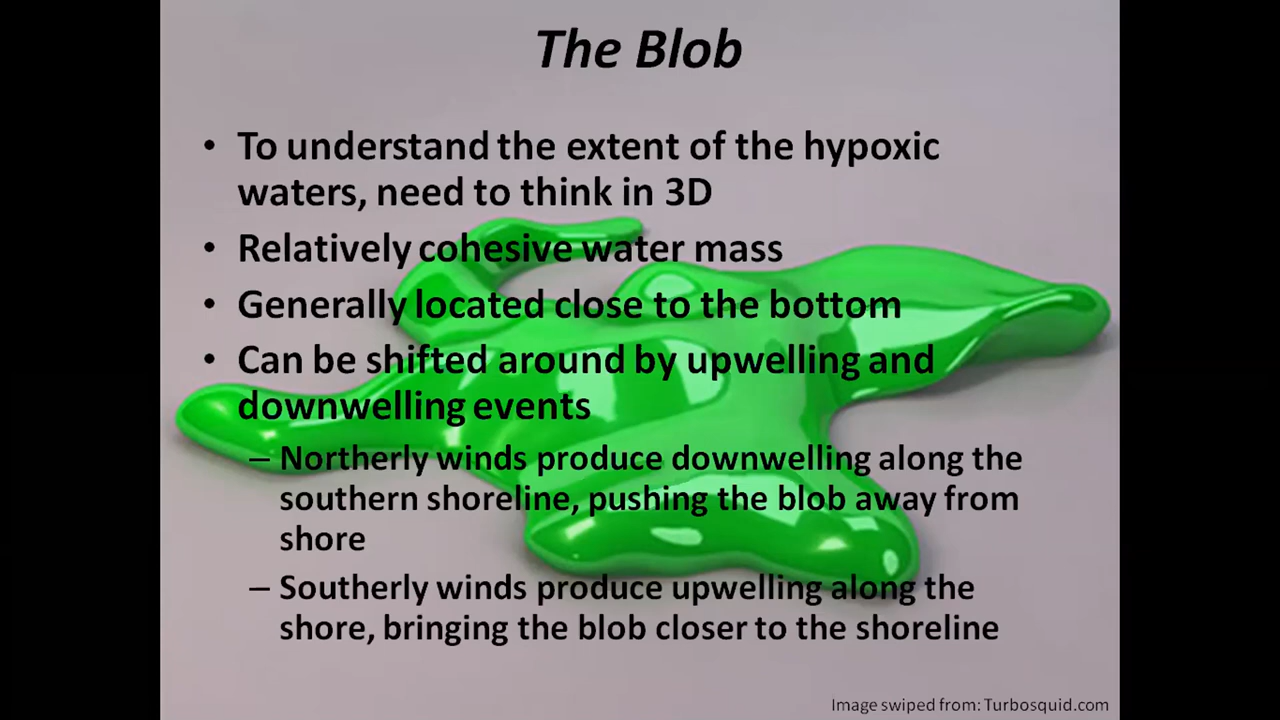 The Blob
• To understand the extent of the hypoxic
waters, need to think in 3D
• Relatively cohesive water mass
• Generally located close to the bottom
• Can be shifted around by upwelling and
downwelling events
– Northerly winds produce downwelling along the
southern shoreline, pushing the blob away from
shore
– Southerly winds produce upwelling along the
shore, bringing the blob closer to the shoreline
Image swiped from: Turbosquid.com